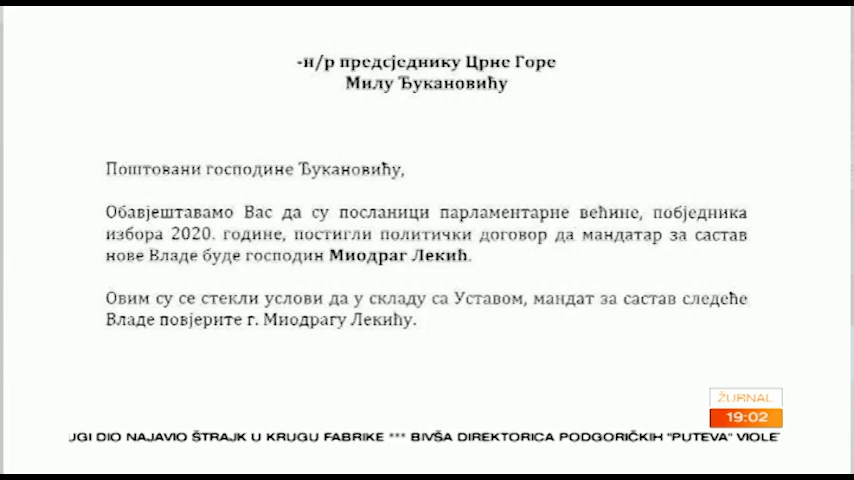 -н/р предсједнику Црне Горе
Милу Ђукановићу
Поштовани господине Ђукановићу,
Обавјештавамо Вас да су посланици парламентарне већине, побједника
избора 2020. године, постигли политички договор да мандатар за састав
нове Владе буде господин Миодраг Лекић.
Овим су се стекли услови да у складу са Уставом, мандат за састав следеће
Владе повјерите г. Миодрагу Лекићу.
ŽURNAL
19:02
UGI DIO NAJAVIO ŠTRAJK U KRUGU FABRIKE *** BIVŠA DIREKTORICA PODGORIČKIH "PUTEVA" VIOLET